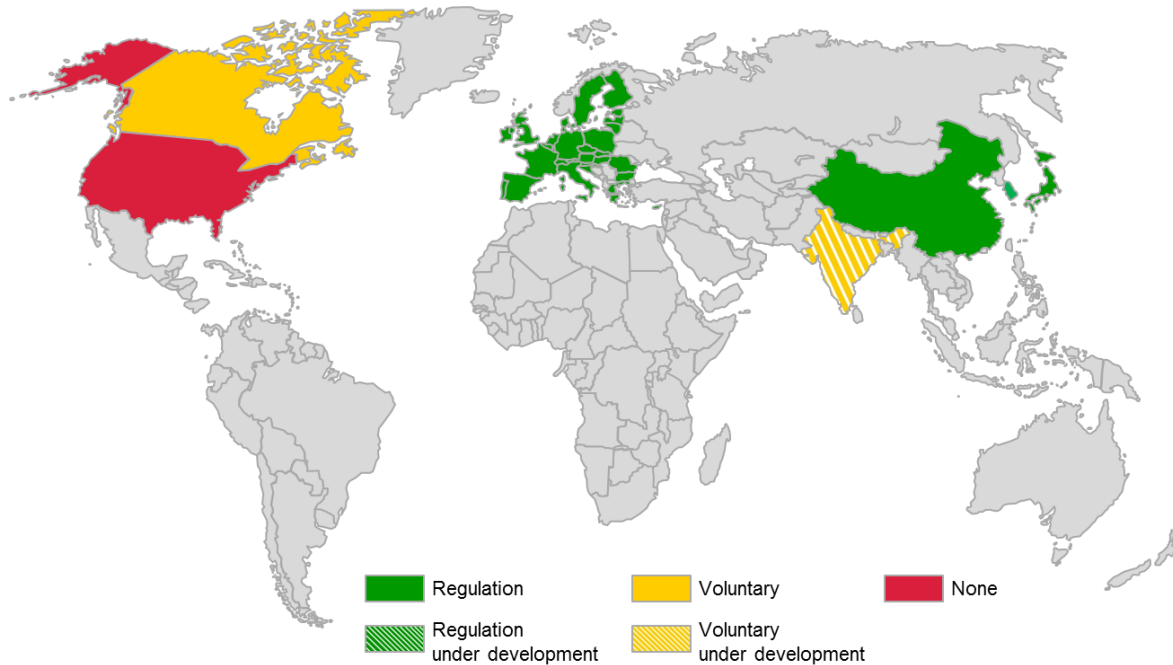 Regulation
Voluntary
None
Regulation
under development
Voluntary
under development